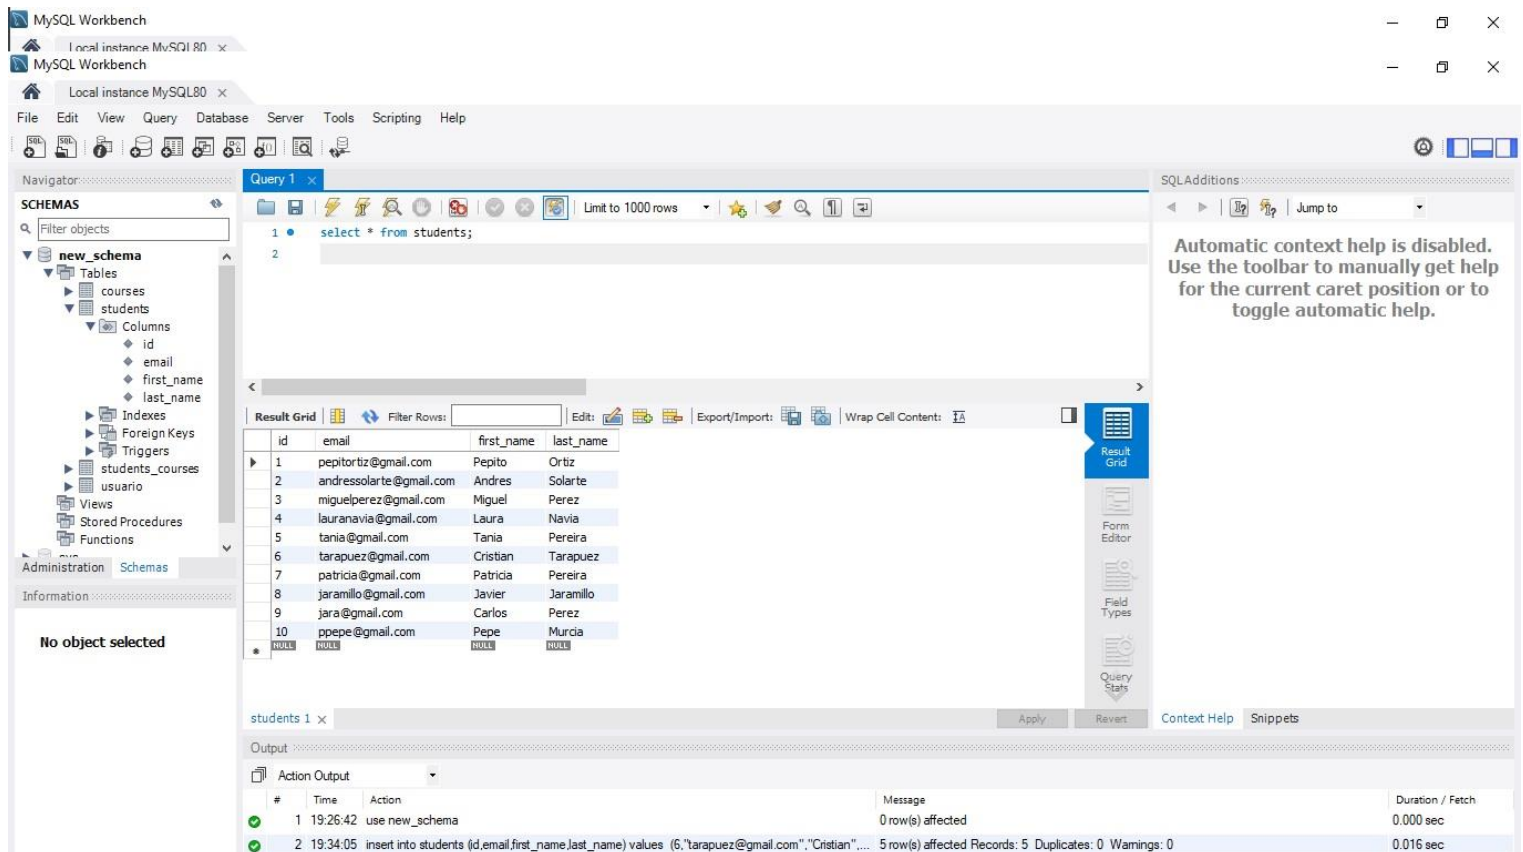 MySQL Workbench
Local instance MySQL80
MySQL Workbench
Local instance MySQL80
File Edit View Query Database Server Tools Scripting Help
Navigator
SCHEMAS
Filter objects
new_schema
Tables
courses
students
Columns
id
email
first_name
last_name
Indexes
Foreign Keys
Triggers
students_courses
usuario
Views
Stored Procedures
Functions
sys
Administration Schemas
Information
No object selected
Query 1
Limit to 1000 rows
1 select * from students;
2
Result Grid Filter Rows: Edit: Export/Import: Wrap Cell Content:
id email first_name last_name
1 pepitortiz@gmail.com Pepito Ortiz
2 andressolarte@gmail.com Andres Solarte
3 miguelperez@gmail.com Miguel Perez
4 lauranavia@gmail.com Laura Navia
5 tania@gmail.com Tania Pereira
6 tarapuez@gmail.com Cristian Tarapuez
7 patricia@gmail.com Patricia Pereira
8 jaramillo@gmail.com Javier Jaramillo
9 jara@gmail.com Carlos Perez
10 ppepe@gmail.com Pepe Murcia
NULL NULL NULL NULL
Result
Grid
Form
Editor
Field
Types
Query
Stats
students 1 Apply Revert
SQLAdditions
Jump to
Automatic context help is disabled.
Use the toolbar to manually get help
for the current caret position or to
toggle automatic help.
Context Help Snippets
Output
Action Output
# Time Action Message Duration / Fetch
1 19:26:42 use new_schema 0 row(s) affected 0.000 sec
2 19:34:05 insert into students (id,email,first_name,last_name) values (6,"tarapuez@gmail.com","Cristian",... 5 row(s) affected Records: 5 Duplicates: 0 Warnings: 0 0.016 sec